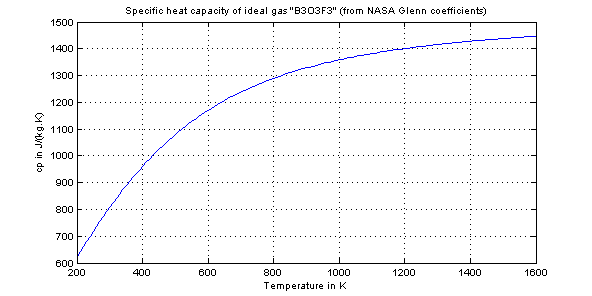 Specific heat capacity of ideal gas "B3O3F3" (from NASA Glenn coefficients)
1500
1400
1300
1200
1100
1000
900
800
700
600
cp in J/(kg.K)
200 400 600 800 1000 1200 1400 1600
Temperature in K